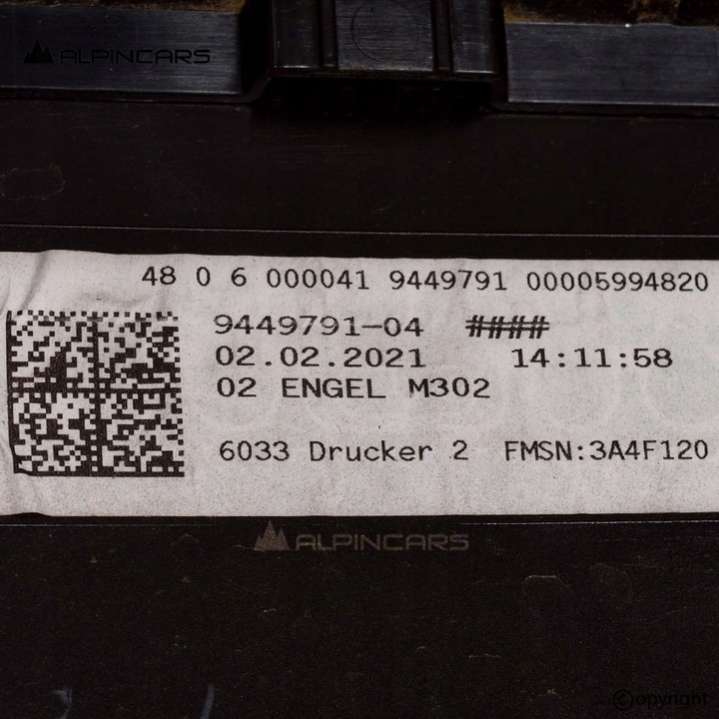 ALPINCARS
48 0 6 000041 9449791 00005994820
9449791-04 ####
02.02.2021 14:11:58
02 ENGEL M302
6033 Drucker 2 FMSN:3A4F120
ALPINCARS
©opyright